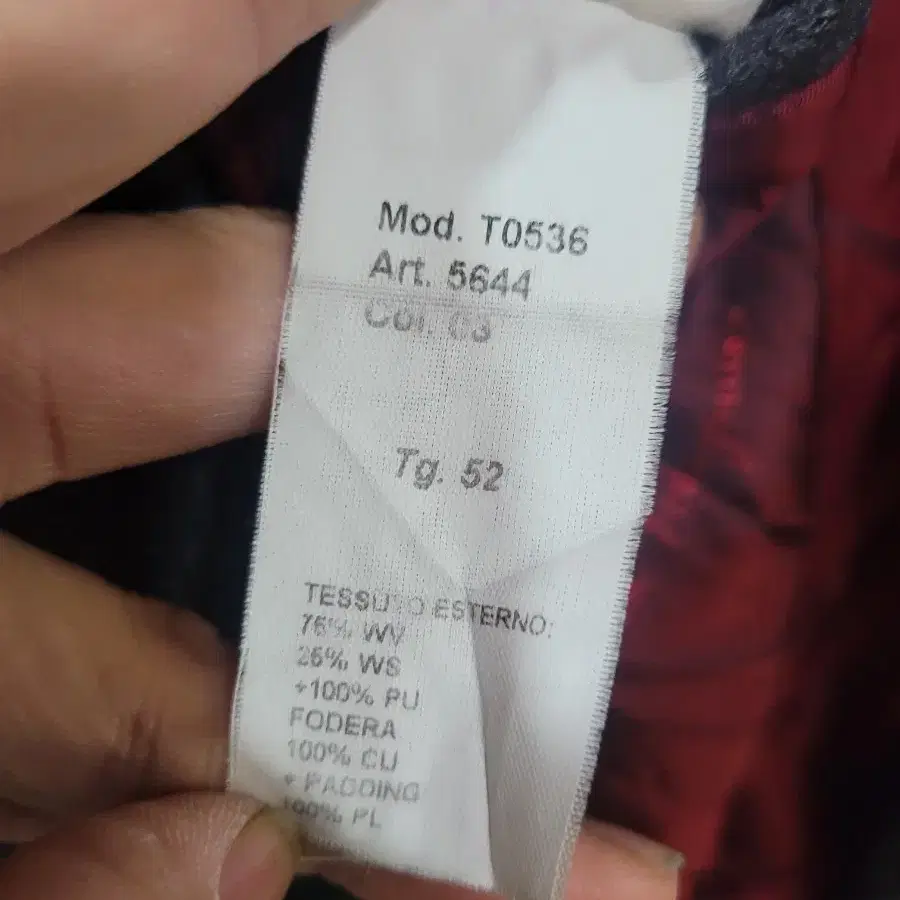 Mod. T0536
Art. 5644
Col. 03
Tg. 52
TESSUTO ESTERNO:
75% WV
25% WS
+100% PU
FODERA
100% CU
+ PADDING
100% PL